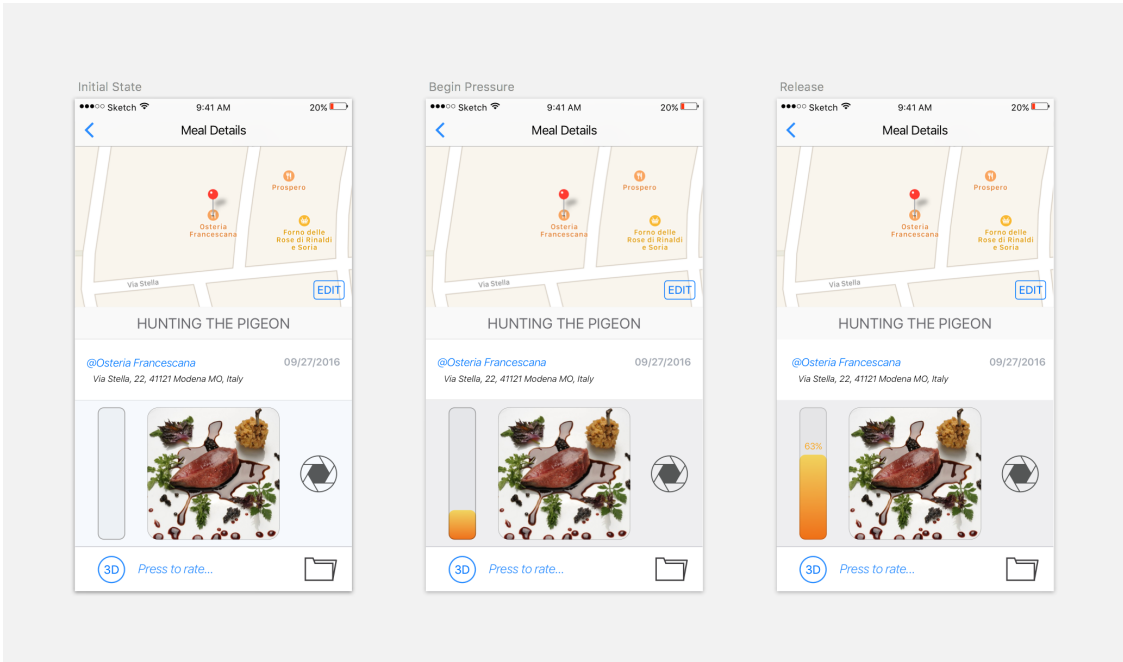 Initial State
Sketch 9:41 AM 20%
Meal Details
Prospero
Osteria
Francescana
Forno delle
Rose di Rinaldi
e Soria
Via Stella
EDIT
HUNTING THE PIGEON
@Osteria Francescana 09/27/2016
Via Stella, 22, 41121 Modena MO, Italy
3D Press to rate...
Begin Pressure
Sketch 9:41 AM 20%
Meal Details
Prospero
Osteria
Francescana
Forno delle
Rose di Rinaldi
e Soria
Via Stella
EDIT
HUNTING THE PIGEON
@Osteria Francescana 09/27/2016
Via Stella, 22, 41121 Modena MO, Italy
3D Press to rate...
Release
Sketch 9:41 AM 20%
Meal Details
Prospero
Osteria
Francescana
Forno delle
Rose di Rinaldi
e Soria
Via Stella
EDIT
HUNTING THE PIGEON
@Osteria Francescana 09/27/2016
Via Stella, 22, 41121 Modena MO, Italy
63%
3D Press to rate...